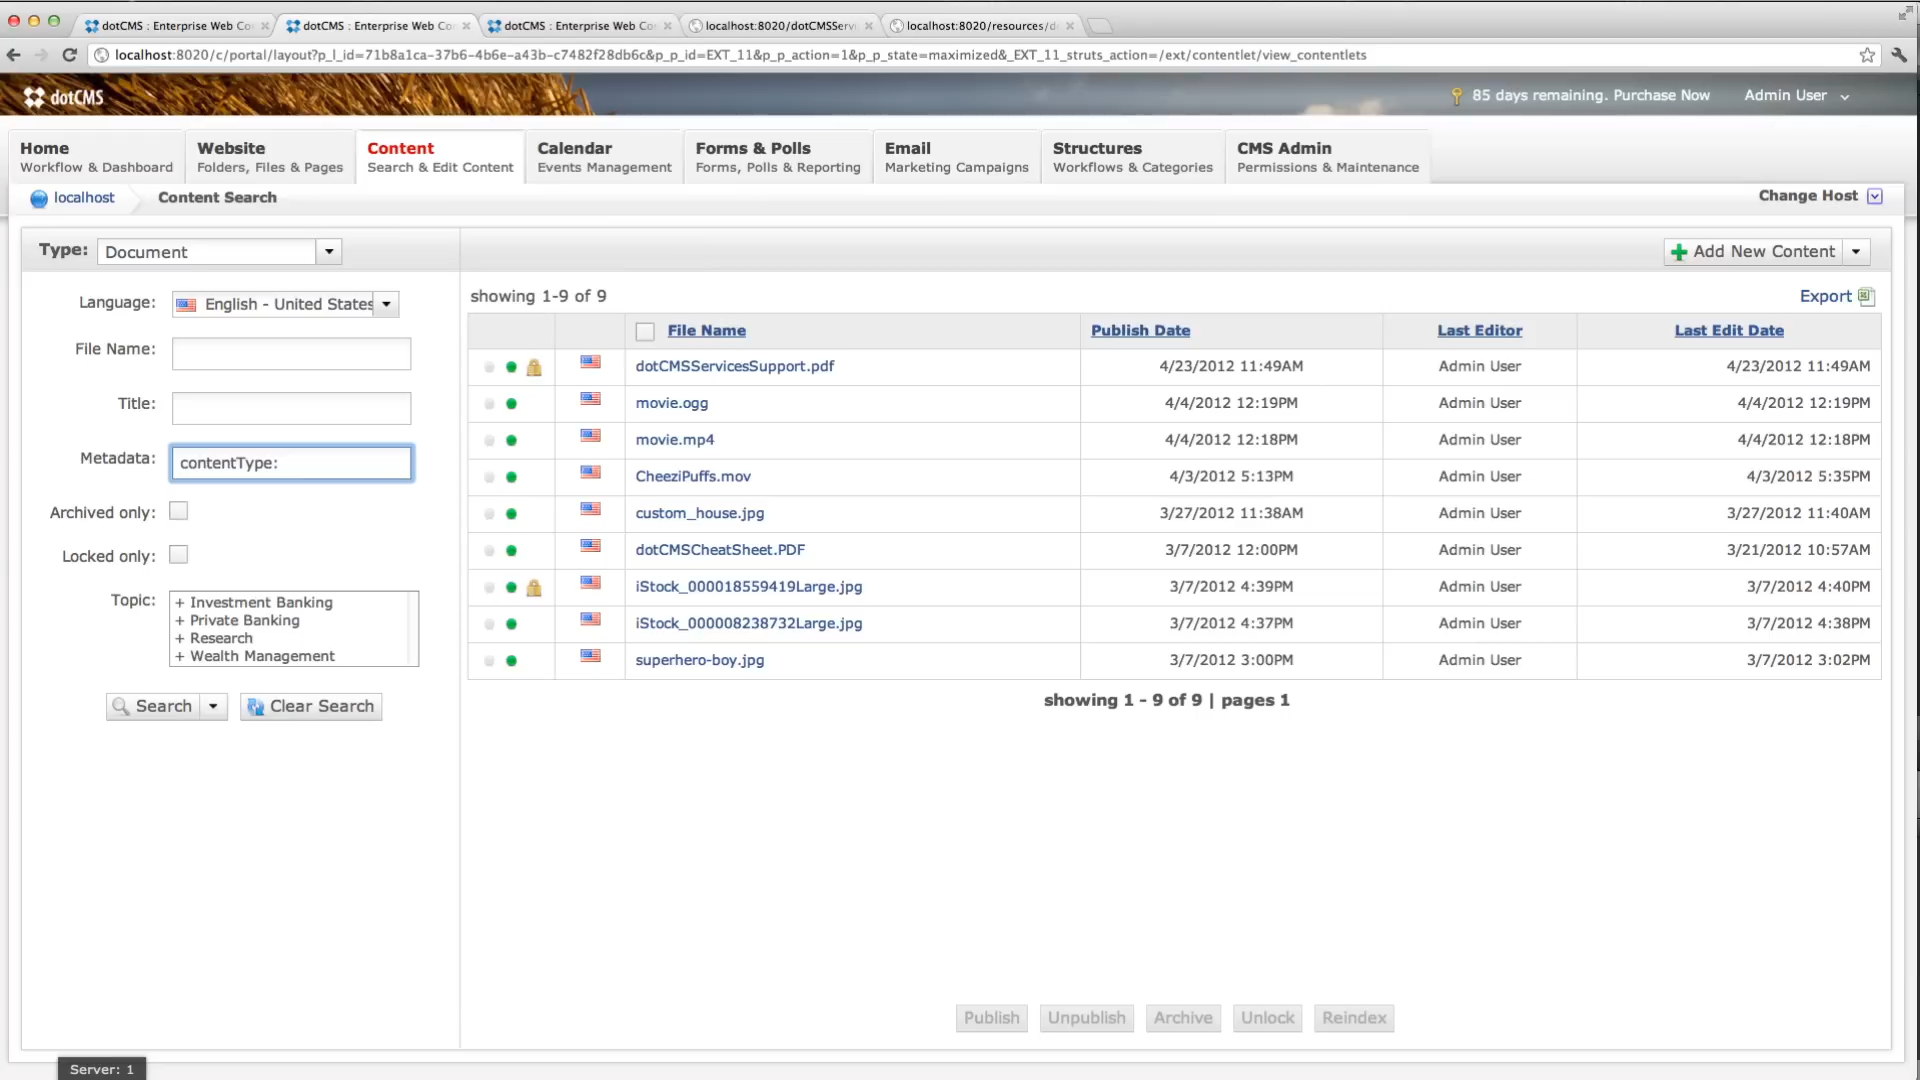 dotCMS : Enterprise Web Co
dotCMS : Enterprise Web Co
dotCMS : Enterprise Web Co
localhost:8020/dotCMSServ
localhost:8020/resources/d
localhost:8020/c/portal/layout?p_l_id=71b8a1ca-37b6-4b6e-a43b-c7482f28db6c&p_p_id=EXT_11&p_p_action=1&p_p_state=maximized&_EXT_11_struts_action=/ext/contentlet/view_contentlets
dotCMS
85 days remaining. Purchase Now
Admin User
Home
Workflow & Dashboard
Website
Folders, Files & Pages
Content
Search & Edit Content
Calendar
Events Management
Forms & Polls
Forms, Polls & Reporting
Email
Marketing Campaigns
Structures
Workflows & Categories
CMS Admin
Permissions & Maintenance
localhost
Content Search
Change Host
Type: Document
Add New Content
Language: English - United States
File Name:
Title:
Metadata: contentType:
Archived only:
Locked only:
Topic:
+ Investment Banking
+ Private Banking
+ Research
+ Wealth Management
Search
Clear Search
showing 1-9 of 9
Export
File Name Publish Date Last Editor Last Edit Date
dotCMSServicesSupport.pdf 4/23/2012 11:49AM Admin User 4/23/2012 11:49AM
movie.ogg 4/4/2012 12:19PM Admin User 4/4/2012 12:19PM
movie.mp4 4/4/2012 12:18PM Admin User 4/4/2012 12:18PM
CheeziPuffs.mov 4/3/2012 5:13PM Admin User 4/3/2012 5:35PM
custom_house.jpg 3/27/2012 11:38AM Admin User 3/27/2012 11:40AM
dotCMSCheatSheet.PDF 3/7/2012 12:00PM Admin User 3/21/2012 10:57AM
iStock_000018559419Large.jpg 3/7/2012 4:39PM Admin User 3/7/2012 4:40PM
iStock_000008238732Large.jpg 3/7/2012 4:37PM Admin User 3/7/2012 4:38PM
superhero-boy.jpg 3/7/2012 3:00PM Admin User 3/7/2012 3:02PM
showing 1 - 9 of 9 | pages 1
Publish
Unpublish
Archive
Unlock
Reindex
Server: 1